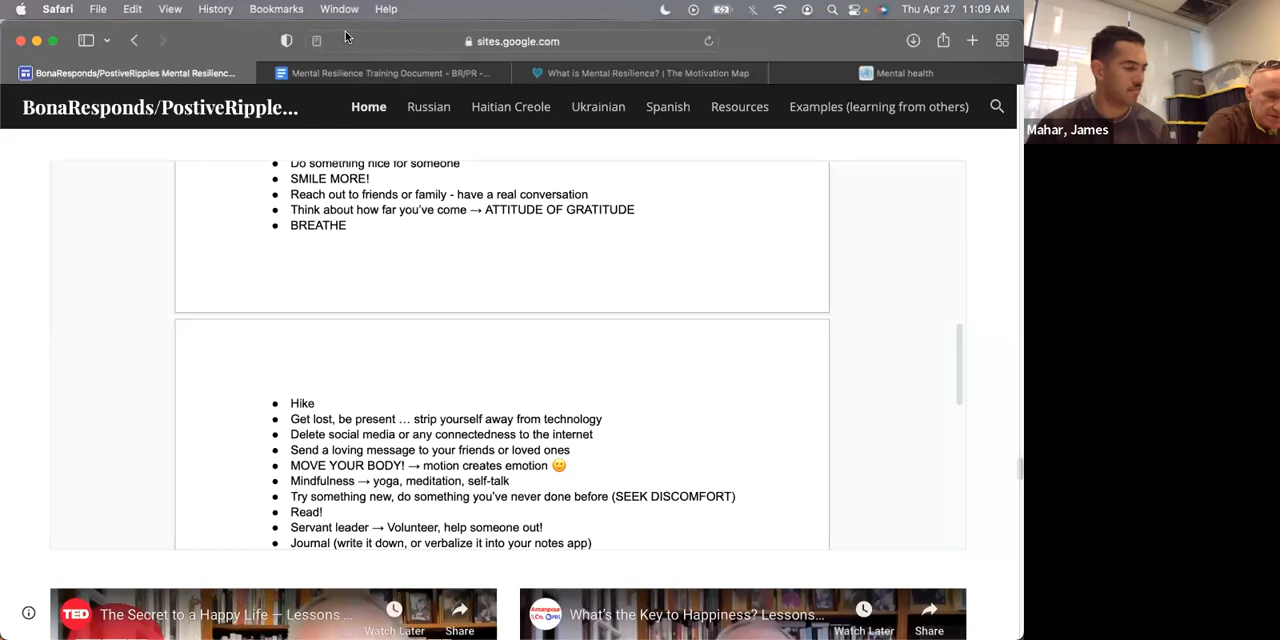 Safari File Edit View History Bookmarks Window Help Thu Apr 27 11:09 AM
sites.google.com
BonaResponds/PostiveRipples Mental Resilienc... Mental Resilience Training Document - BR/PR -... What is Mental Resilience? | The Motivation Map Mental health
BonaResponds/PostiveRipple... Home Russian Haitian Creole Ukrainian Spanish Resources Examples (learning from others)
Mahar, James
● Do something nice for someone
● SMILE MORE!
● Reach out to friends or family - have a real conversation
● Think about how far you've come → ATTITUDE OF GRATITUDE
● BREATHE
● Hike
● Get lost, be present … strip yourself away from technology
● Delete social media or any connectedness to the internet
● Send a loving message to your friends or loved ones
● MOVE YOUR BODY! → motion creates emotion 🙂
● Mindfulness → yoga, meditation, self-talk
● Try something new, do something you've never done before (SEEK DISCOMFORT)
● Read!
● Servant leader → Volunteer, help someone out!
● Journal (write it down, or verbalize it into your notes app)
TED The Secret to a Happy Life — Lessons ... Watch Later Share
What's the Key to Happiness? Lessons... Watch Later Share